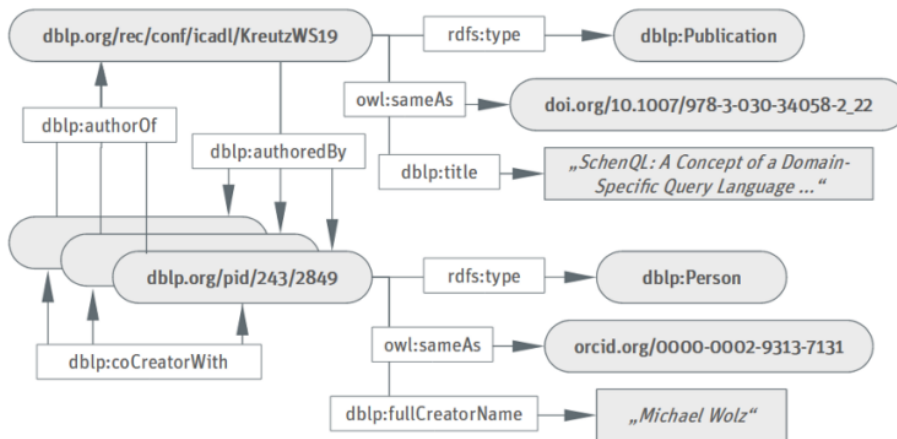 dblp.org/rec/conf/icadl/KreutzWS19
rdfs:type
dblp:Publication
owl:sameAs
doi.org/10.1007/978-3-030-34058-2_22
dblp:authorOf
dblp:authoredBy
dblp:title
„SchenQL: A Concept of a Domain-
Specific Query Language ...“
dblp.org/pid/243/2849
rdfs:type
dblp:Person
dblp:coCreatorWith
owl:sameAs
orcid.org/0000-0002-9313-7131
dblp:fullCreatorName
„Michael Wolz“